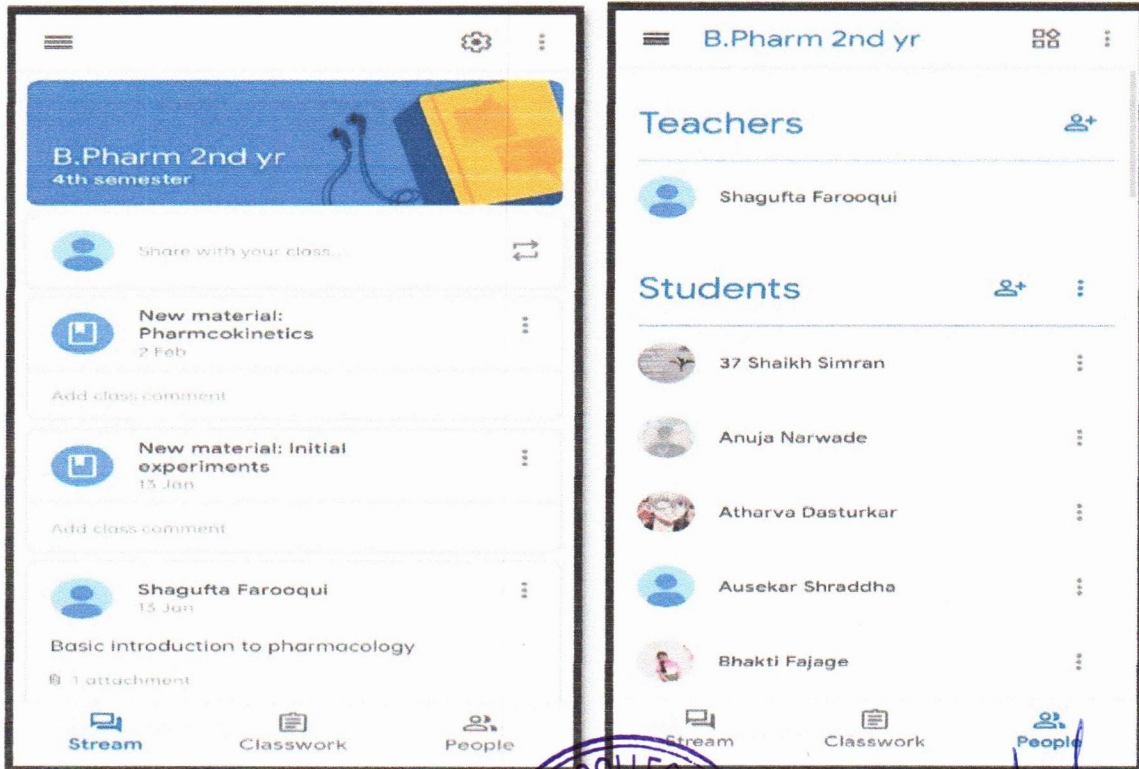 B.Pharm 2nd yr
4th semester
Share with your class...
New material:
Pharmcokinetics
2 Feb
Add class comment
New material: Initial
experiments
13 Jan
Add class comment
Shagufta Farooqui
13 Jan
Basic introduction to pharmacology
1 attachment
Stream
Classwork
People
B.Pharm 2nd yr
Teachers
Shagufta Farooqui
Students
37 Shaikh Simran
Anuja Narwade
Atharva Dasturkar
Ausekar Shraddha
Bhakti Fajage
Stream
Classwork
People